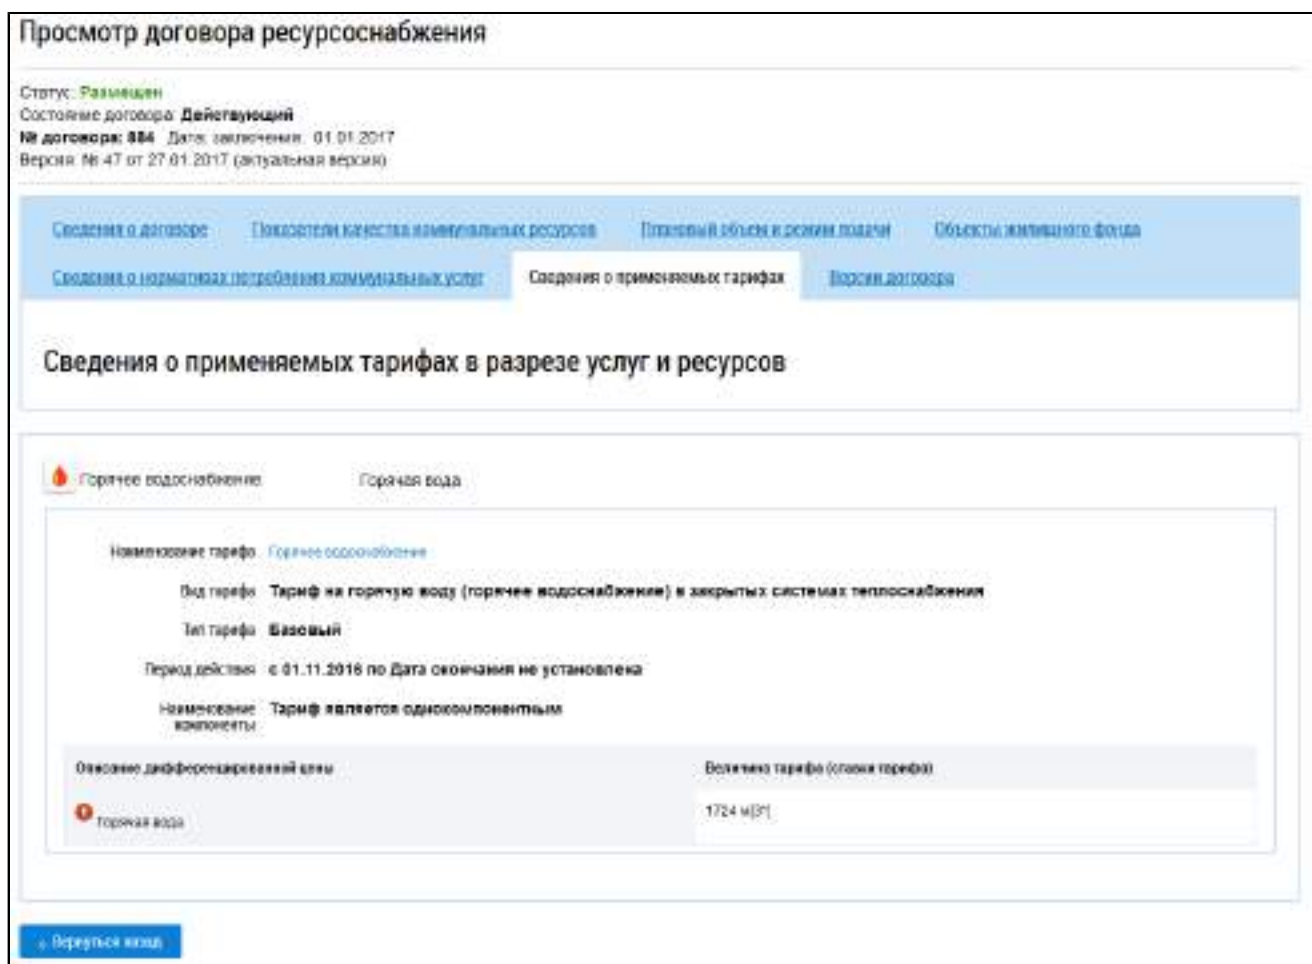 Просмотр договора ресурсоснабжения
Статус: Размещен
Состояние договора: Действующий
№ договора: 884 Дата заключения: 01.01.2017
Версия: № 47 от 27.01.2017 (актуальная версия)
Сведения о договоре Показатели качества коммунальных ресурсов Плановый объем и режим подачи Объекты жилищного фонда
Сведения о нормативах потребления коммунальных услуг Сведения о применяемых тарифах Версии договора
Сведения о применяемых тарифах в разрезе услуг и ресурсов
Горячее водоснабжение Горячая вода
Наименование тарифа Горячее водоснабжение
Вид тарифа Тариф на горячую воду (горячее водоснабжение) в закрытых системах теплоснабжения
Тип тарифа Базовый
Период действия с 01.11.2016 по Дата окончания не установлена
Наименование Тариф является однокомпонентным
компоненты
Описание дифференцированной цены Величина тарифа (ставки тарифа)
Горячая вода 1724
Вернуться назад